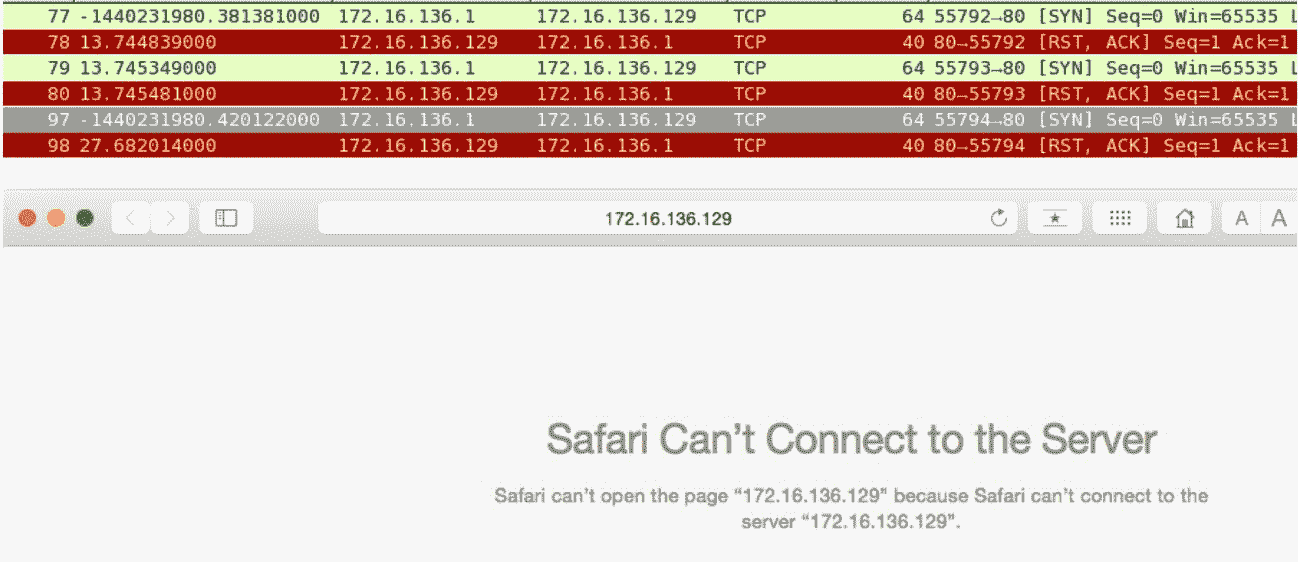 77 -1440231980.381381000 172.16.136.1 172.16.136.129 TCP 64 55792→80 [SYN] Seq=0 Win=65535 L
78 13.744839000 172.16.136.129 172.16.136.1 TCP 40 80→55792 [RST, ACK] Seq=1 Ack=1
79 13.745349000 172.16.136.1 172.16.136.129 TCP 64 55793→80 [SYN] Seq=0 Win=65535 L
80 13.745481000 172.16.136.129 172.16.136.1 TCP 40 80→55793 [RST, ACK] Seq=1 Ack=1
97 -1440231980.420122000 172.16.136.1 172.16.136.129 TCP 64 55794→80 [SYN] Seq=0 Win=65535 L
98 27.682014000 172.16.136.129 172.16.136.1 TCP 40 80→55794 [RST, ACK] Seq=1 Ack=1
172.16.136.129 A A
Safari Can't Connect to the Server
Safari can't open the page “172.16.136.129” because Safari can't connect to the
server “172.16.136.129”.